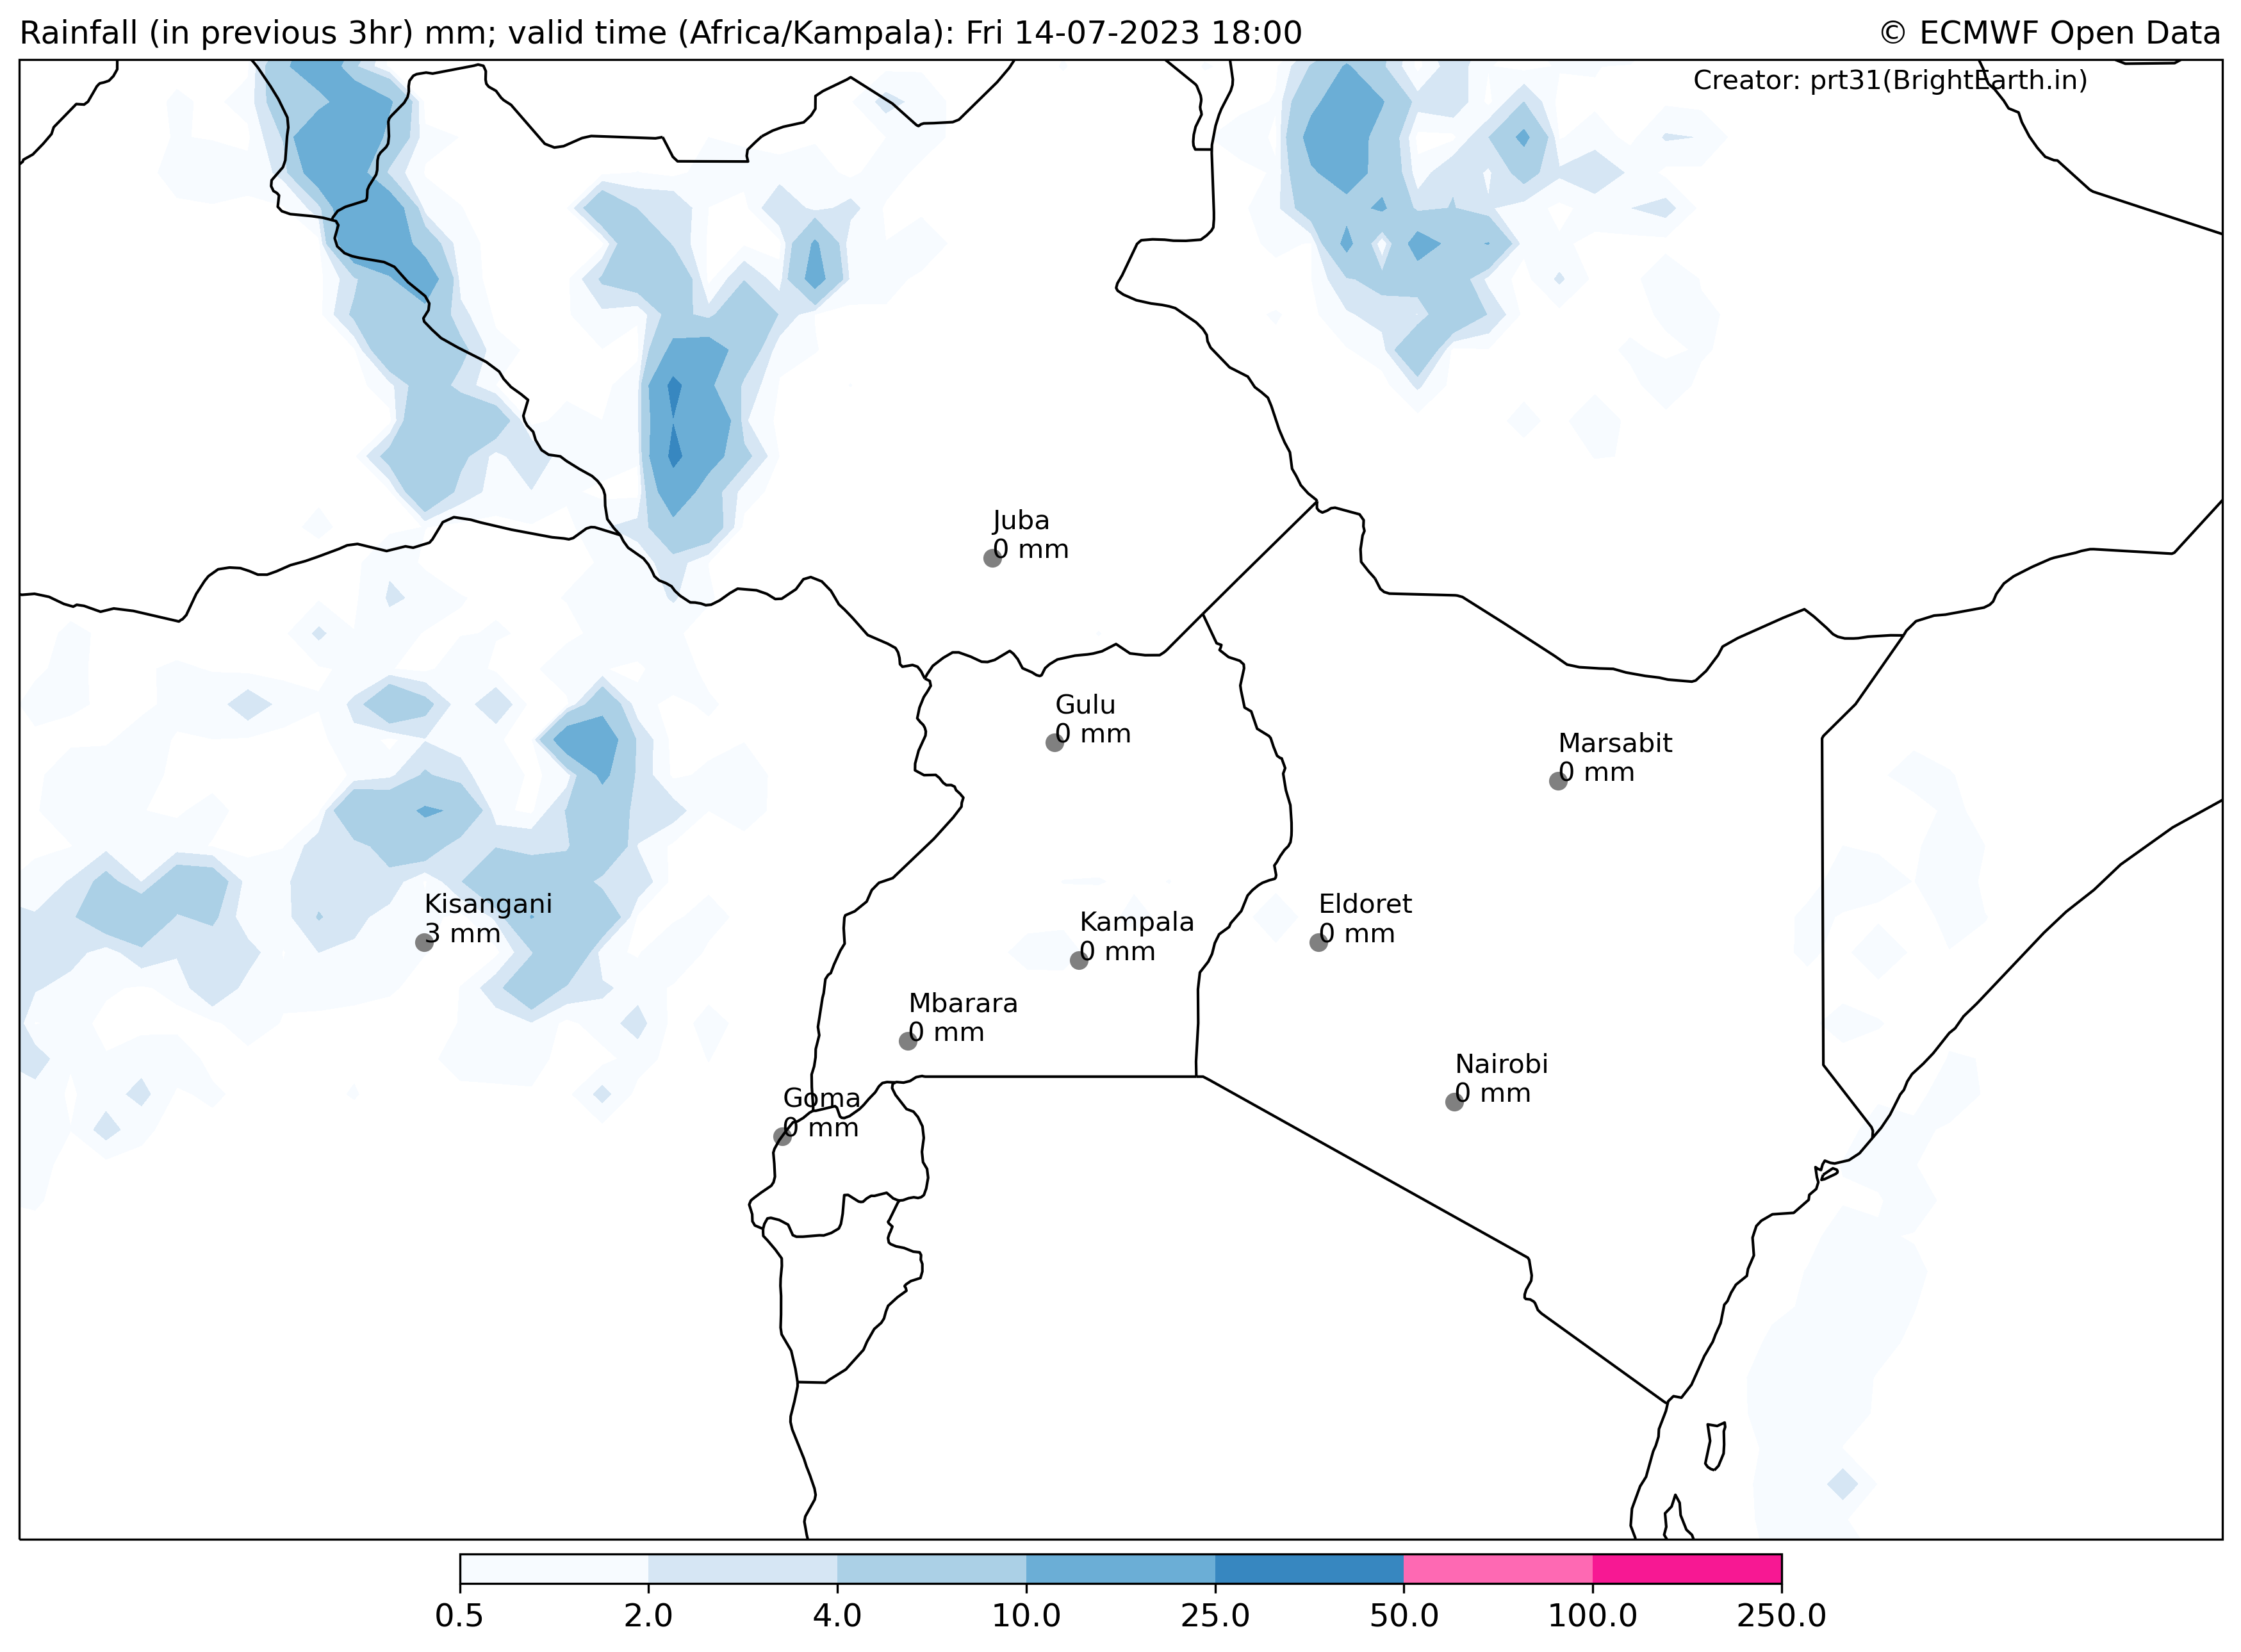 Rainfall (in previous 3hr) mm; valid time (Africa/Kampala): Fri 14-07-2023 18:00
© ECMWF Open Data
Creator: prt31(BrightEarth.in)
Juba
0 mm
Gulu
0 mm
Marsabit
0 mm
Kisangani
3 mm
Eldoret
0 mm
Kampala
0 mm
Mbarara
0 mm
Nairobi
0 mm
Goma
0 mm
0.5 2.0 4.0 10.0 25.0 50.0 100.0 250.0